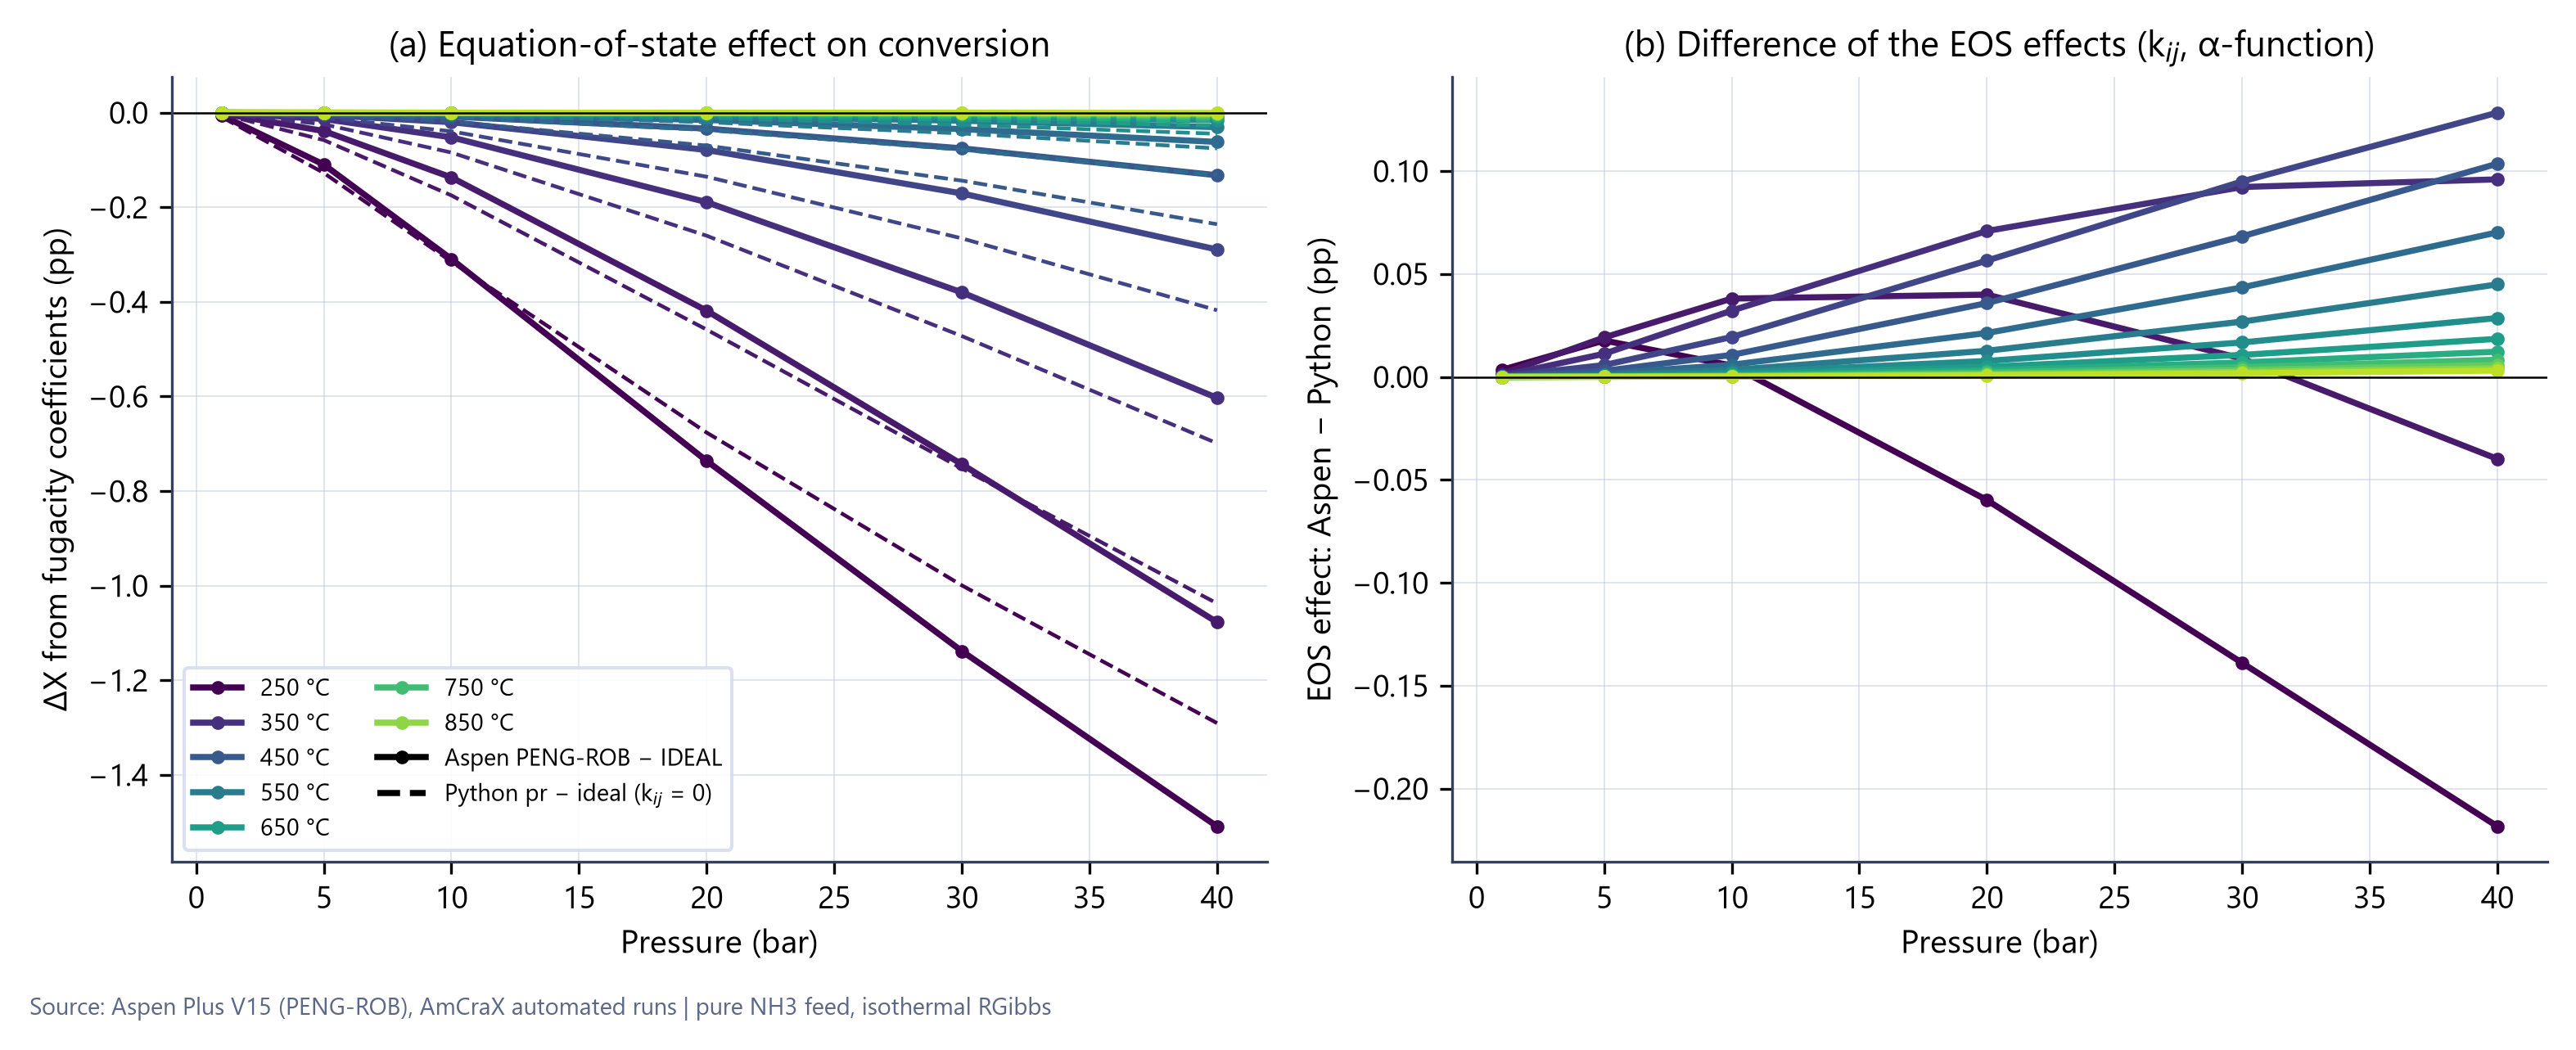 (a) Equation-of-state effect on conversion
ΔX from fugacity coefficients (pp)
0.0
−0.2
−0.4
−0.6
−0.8
−1.0
−1.2
−1.4
250 °C
350 °C
450 °C
550 °C
650 °C
750 °C
850 °C
Aspen PENG-ROB − IDEAL
Python pr − ideal (kij = 0)
0 5 10 15 20 25 30 35 40
Pressure (bar)
(b) Difference of the EOS effects (kij, α-function)
EOS effect: Aspen − Python (pp)
0.10
0.05
0.00
−0.05
−0.10
−0.15
−0.20
0 5 10 15 20 25 30 35 40
Pressure (bar)
Source: Aspen Plus V15 (PENG-ROB), AmCraX automated runs | pure NH3 feed, isothermal RGibbs